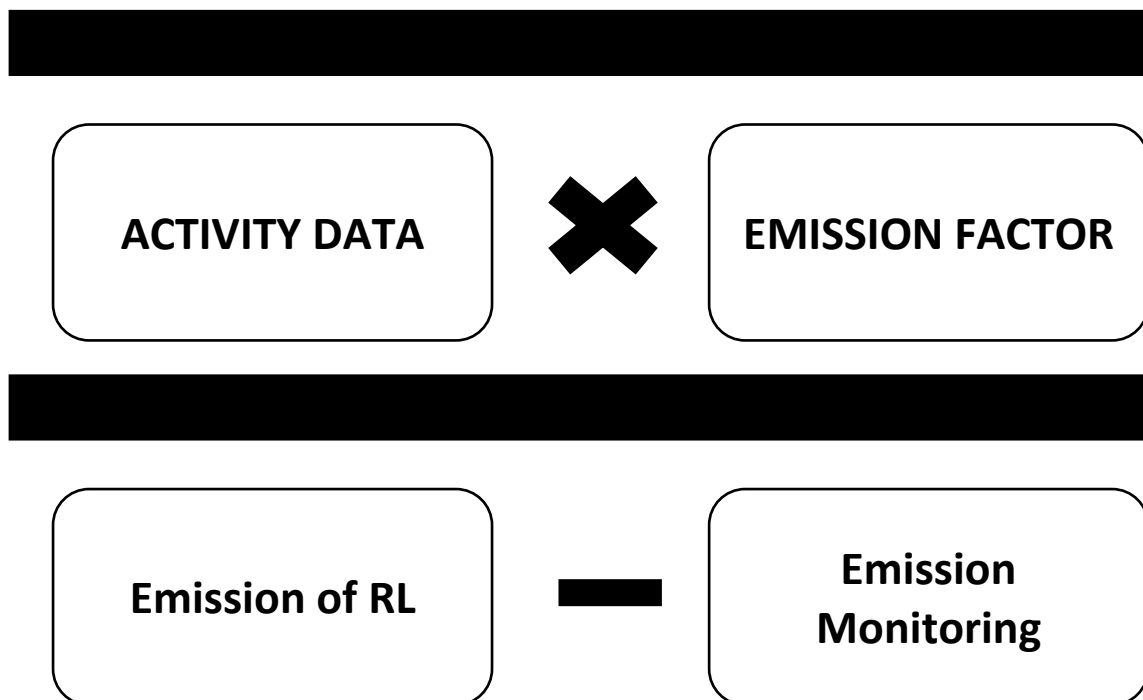 ACTIVITY DATA
EMISSION FACTOR
Emission of RL
Emission
Monitoring